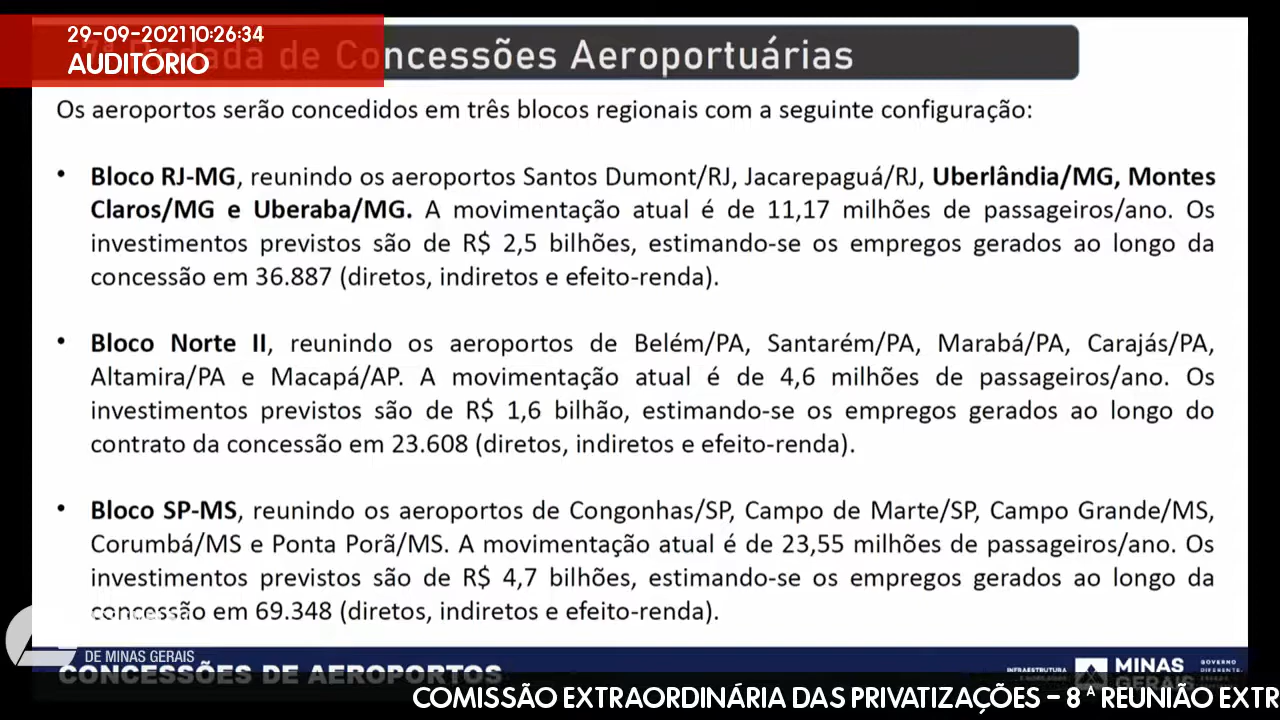 29-09-2021 10:26:34
AUDITÓRIO
7ª Rodada de Concessões Aeroportuárias
Os aeroportos serão concedidos em três blocos regionais com a seguinte configuração:
• Bloco RJ-MG, reunindo os aeroportos Santos Dumont/RJ, Jacarepaguá/RJ, Uberlândia/MG, Montes
Claros/MG e Uberaba/MG. A movimentação atual é de 11,17 milhões de passageiros/ano. Os
investimentos previstos são de R$ 2,5 bilhões, estimando-se os empregos gerados ao longo da
concessão em 36.887 (diretos, indiretos e efeito-renda).
• Bloco Norte II, reunindo os aeroportos de Belém/PA, Santarém/PA, Marabá/PA, Carajás/PA,
Altamira/PA e Macapá/AP. A movimentação atual é de 4,6 milhões de passageiros/ano. Os
investimentos previstos são de R$ 1,6 bilhão, estimando-se os empregos gerados ao longo do
contrato da concessão em 23.608 (diretos, indiretos e efeito-renda).
• Bloco SP-MS, reunindo os aeroportos de Congonhas/SP, Campo de Marte/SP, Campo Grande/MS,
Corumbá/MS e Ponta Porã/MS. A movimentação atual é de 23,55 milhões de passageiros/ano. Os
investimentos previstos são de R$ 4,7 bilhões, estimando-se os empregos gerados ao longo da
concessão em 69.348 (diretos, indiretos e efeito-renda).
DE MINAS GERAIS
CONCESSÕES DE AEROPORTOS
INFRAESTRUTURA
MINAS
GERAIS
GOVERNO
DIFERENTE.
COMISSÃO EXTRAORDINÁRIA DAS PRIVATIZAÇÕES - 8ª REUNIÃO EXTR